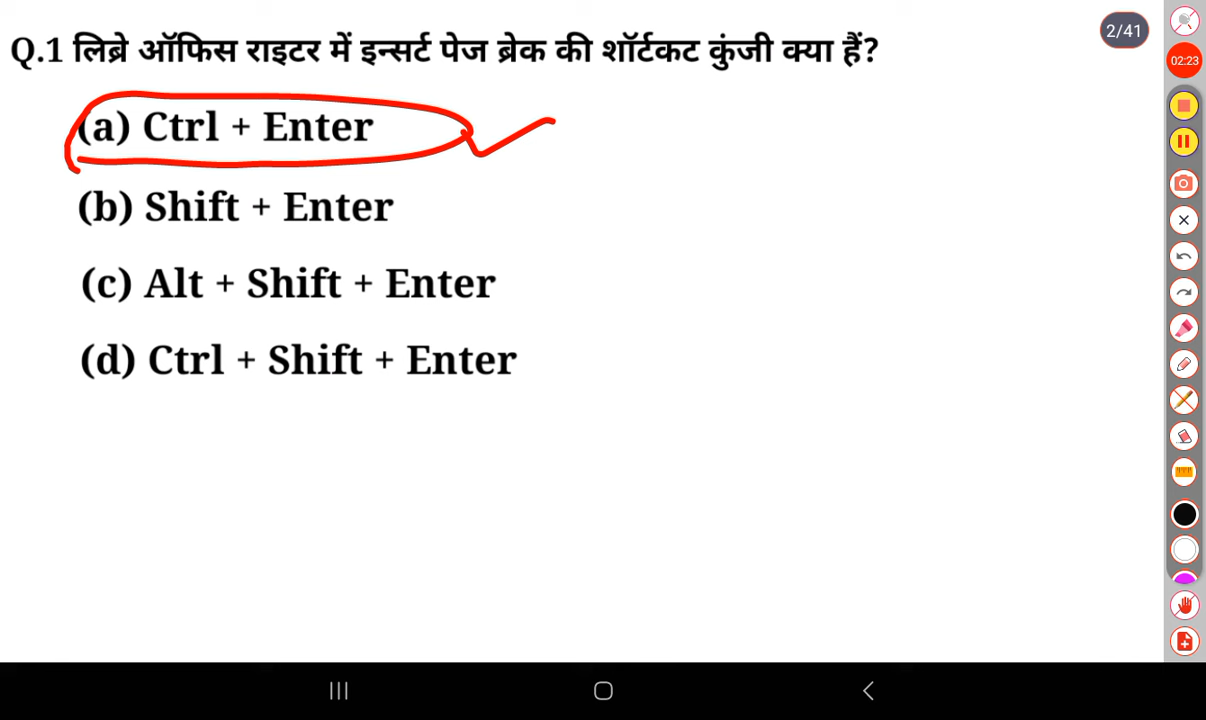 Q.1 लिब्रे ऑफिस राइटर में इन्सर्ट पेज ब्रेक की शॉर्टकट कुंजी क्या हैं?
2/41
02:23
(a) Ctrl + Enter
(b) Shift + Enter
(c) Alt + Shift + Enter
(d) Ctrl + Shift + Enter